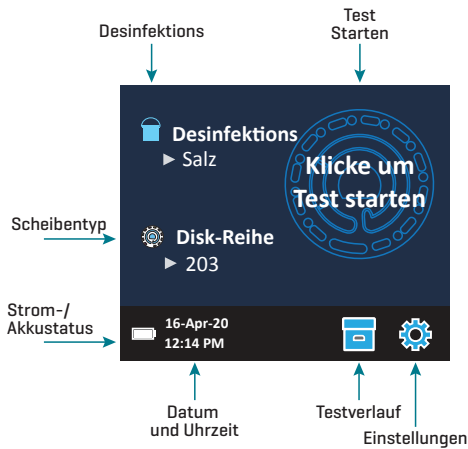 Desinfektions
Test
Starten
Desinfektions
► Salz
Klicke um
Test starten
Scheibentyp
Disk-Reihe
► 203
Strom-/
Akkustatus
16-Apr-20
12:14 PM
Datum
und Uhrzeit
Testverlauf
Einstellungen